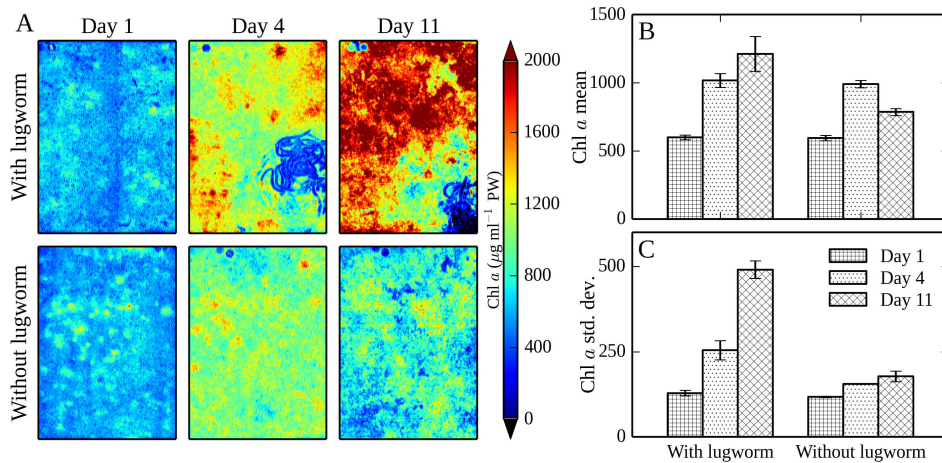 A
Day 1
Day 4
Day 11
With lugworm
Without lugworm
2000
1600
1200
800
400
0
Chl a (μg ml⁻¹ PW)
B
1500
1000
500
0
Chl a mean
C
500
250
0
Chl a std. dev.
Day 1
Day 4
Day 11
With lugworm
Without lugworm